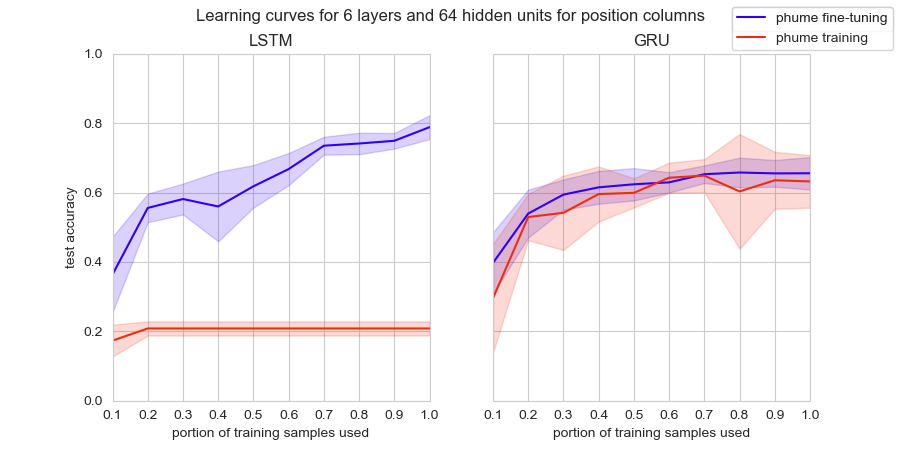 Learning curves for 6 layers and 64 hidden units for position columns
phume fine-tuning
phume training
LSTM
GRU
1.0
0.8
0.6
0.4
0.2
0.0
test accuracy
0.1 0.2 0.3 0.4 0.5 0.6 0.7 0.8 0.9 1.0
0.1 0.2 0.3 0.4 0.5 0.6 0.7 0.8 0.9 1.0
portion of training samples used
portion of training samples used